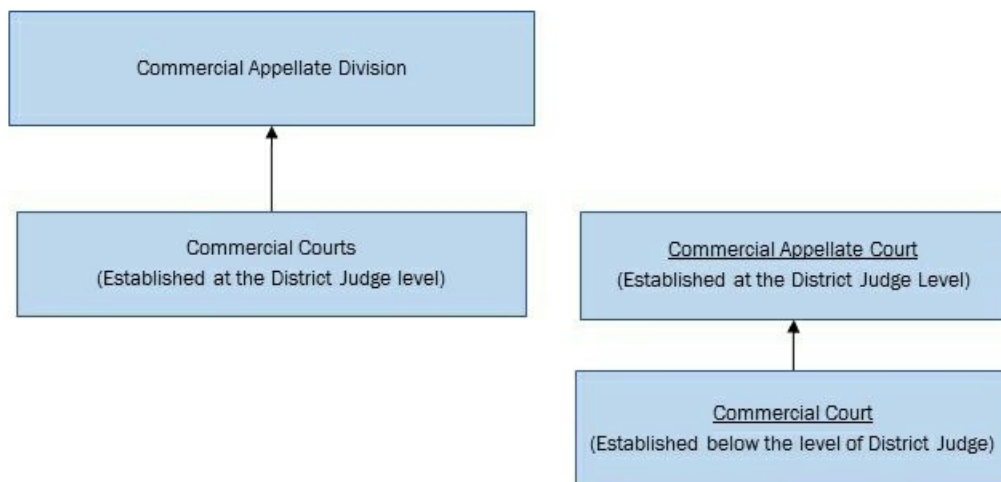 Commercial Appellate Division
Commercial Courts
(Established at the District Judge level)
Commercial Appellate Court
(Established at the District Judge Level)
Commercial Court
(Established below the level of District Judge)